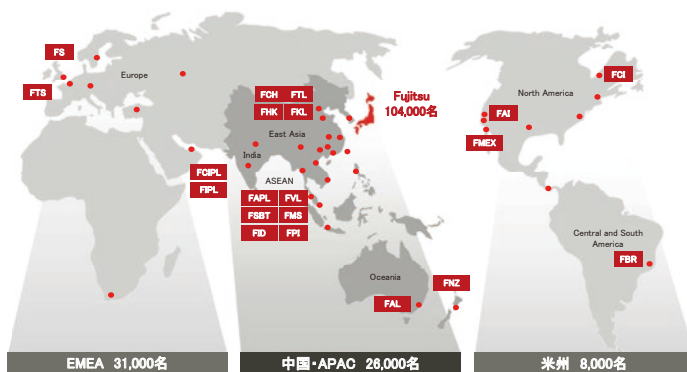 FS
Europe
FTS
FCH FTL
FHK FKL
Fujitsu
104,000名
East Asia
India
FCIPL
FIPL
ASEAN
FAPL FVL
FSBT FMS
FID FPI
Oceania
FNZ
FAL
FCI
North America
FAI
FMEX
Central and South
America
FBR
EMEA 31,000名
中国・APAC 26,000名
米州 8,000名